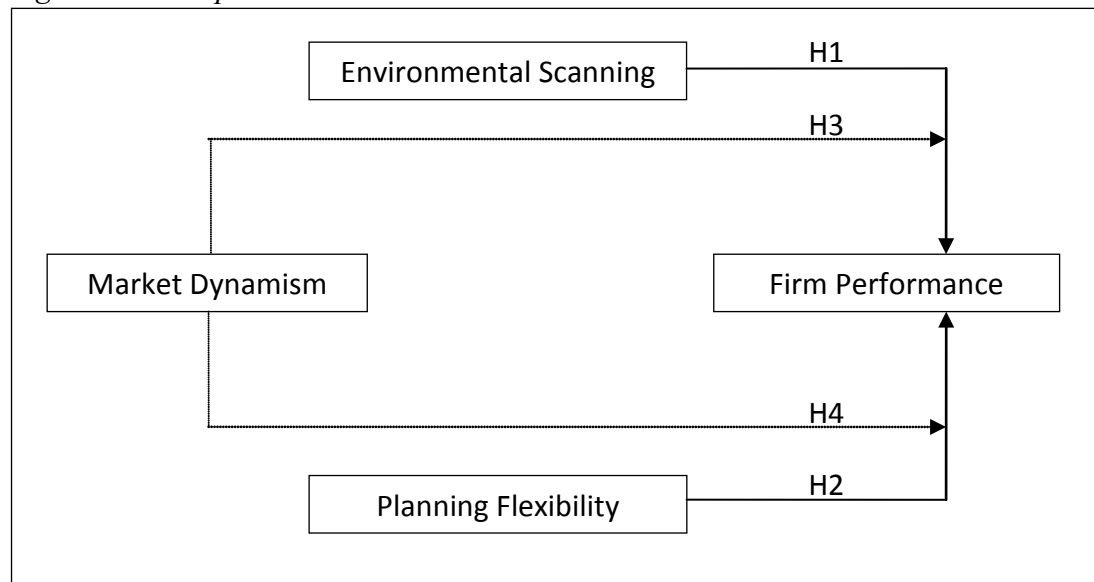 Environmental Scanning
H1
H3
Market Dynamism
Firm Performance
H4
Planning Flexibility
H2